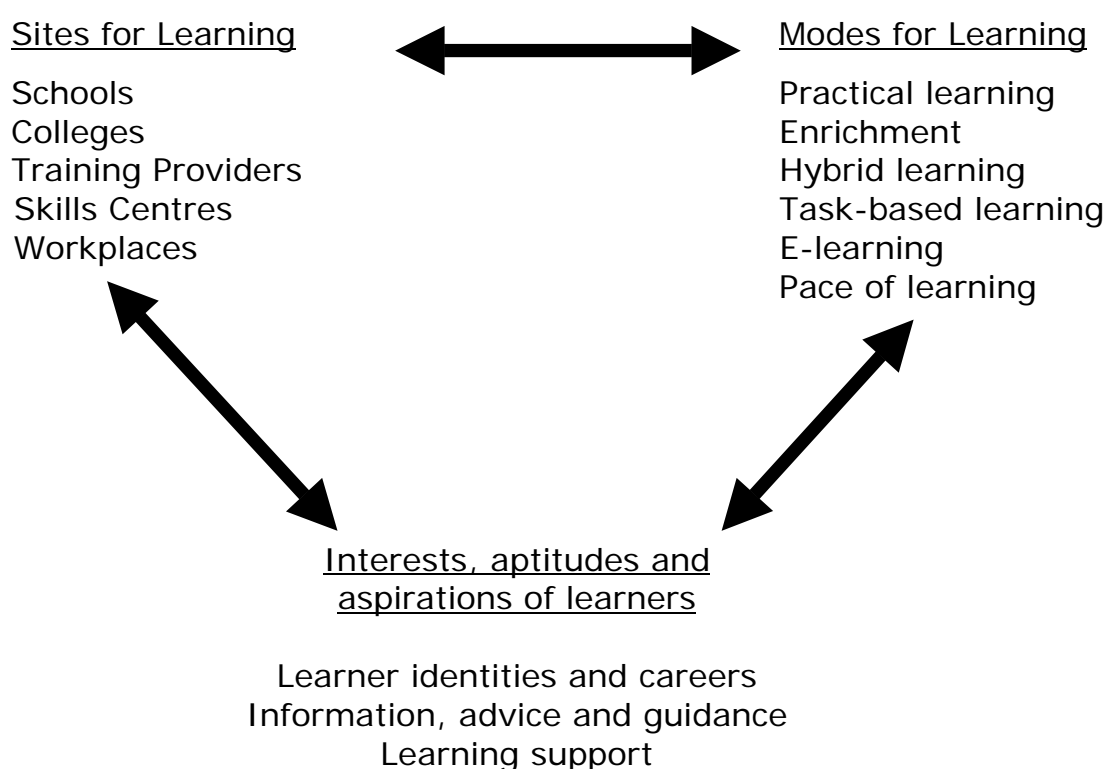 Sites for Learning
Schools
Colleges
Training Providers
Skills Centres
Workplaces
Modes for Learning
Practical learning
Enrichment
Hybrid learning
Task-based learning
E-learning
Pace of learning
Interests, aptitudes and
aspirations of learners
Learner identities and careers
Information, advice and guidance
Learning support